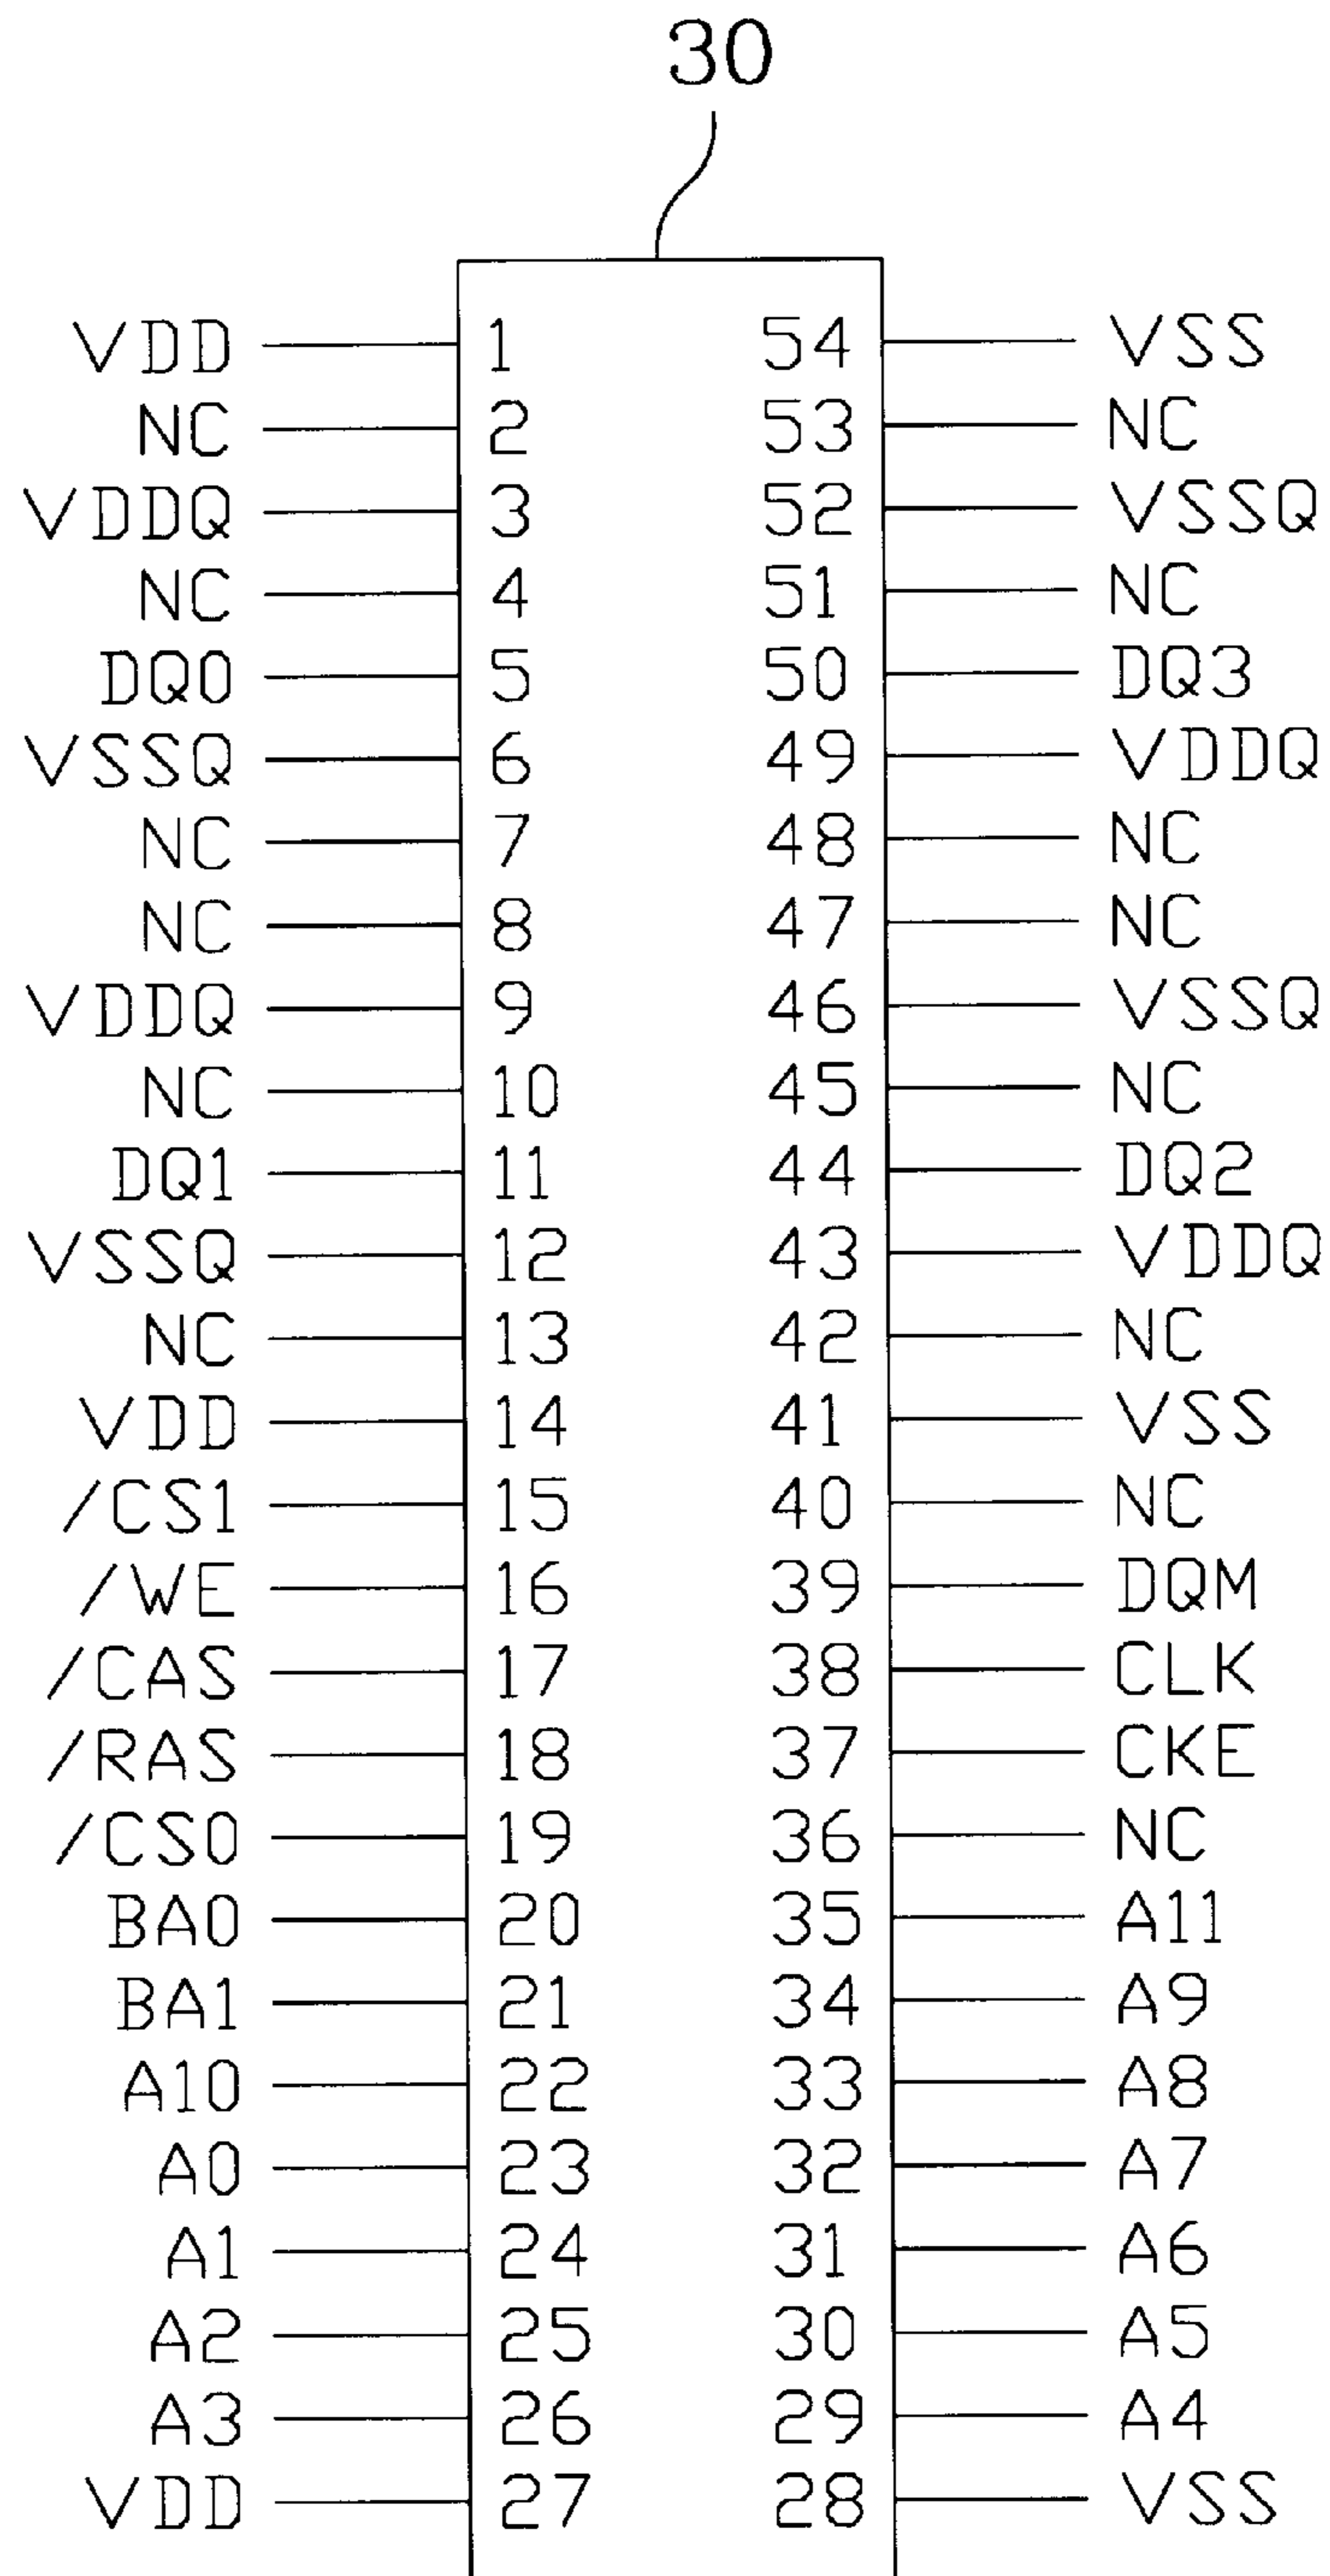 30
VDD 1 54 VSS
NC 2 53 NC
VDDQ 3 52 VSSQ
NC 4 51 NC
DQ0 5 50 DQ3
VSSQ 6 49 VDDQ
NC 7 48 NC
NC 8 47 NC
VDDQ 9 46 VSSQ
NC 10 45 NC
DQ1 11 44 DQ2
VSSQ 12 43 VDDQ
NC 13 42 NC
VDD 14 41 VSS
/CS1 15 40 NC
/WE 16 39 DQM
/CAS 17 38 CLK
/RAS 18 37 CKE
/CS0 19 36 NC
BA0 20 35 A11
BA1 21 34 A9
A10 22 33 A8
A0 23 32 A7
A1 24 31 A6
A2 25 30 A5
A3 26 29 A4
VDD 27 28 VSS